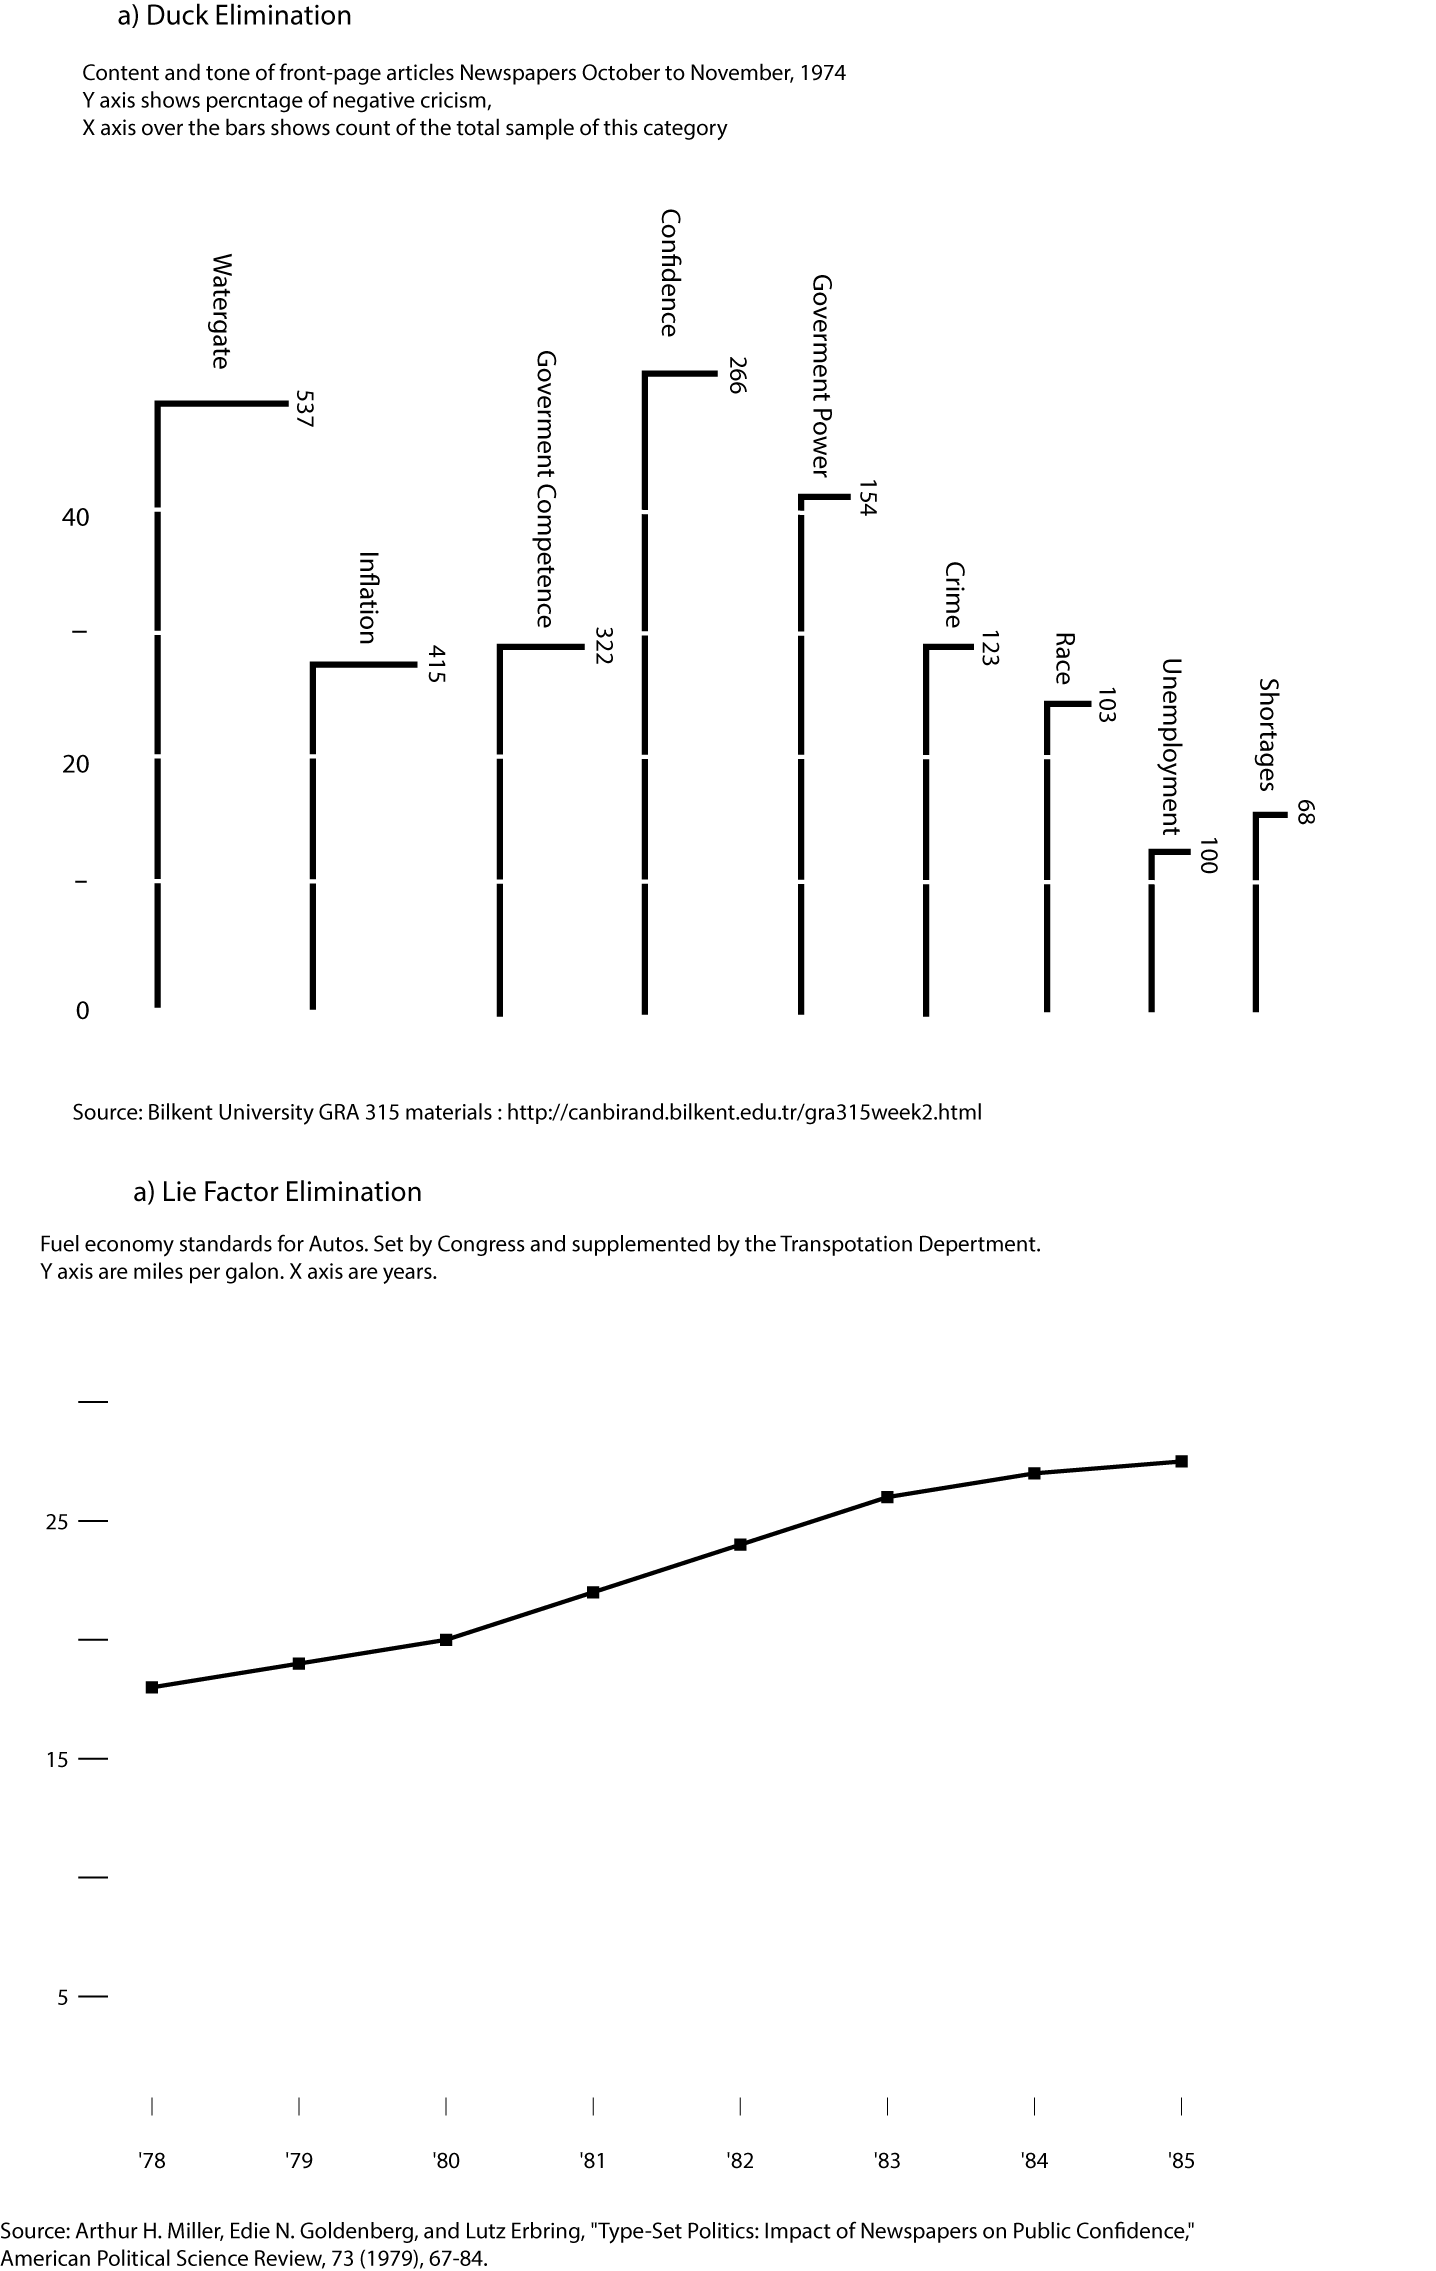 a) Duck Elimination
Content and tone of front-page articles Newspapers October to November, 1974
Y axis shows percntage of negative cricism,
X axis over the bars shows count of the total sample of this category
Watergate
537
Inflation
415
Goverment Competence
322
Confidence
266
Goverment Power
154
Crime
123
Race
103
Unemployment
100
Shortages
68
40
–
20
–
0
Source: Bilkent University GRA 315 materials : http://canbirand.bilkent.edu.tr/gra315week2.html
a) Lie Factor Elimination
Fuel economy standards for Autos. Set by Congress and supplemented by the Transpotation Depertment.
Y axis are miles per galon. X axis are years.
25
15
5
'78 '79 '80 '81 '82 '83 '84 '85
Source: Arthur H. Miller, Edie N. Goldenberg, and Lutz Erbring, "Type-Set Politics: Impact of Newspapers on Public Confidence,"
American Political Science Review, 73 (1979), 67-84.